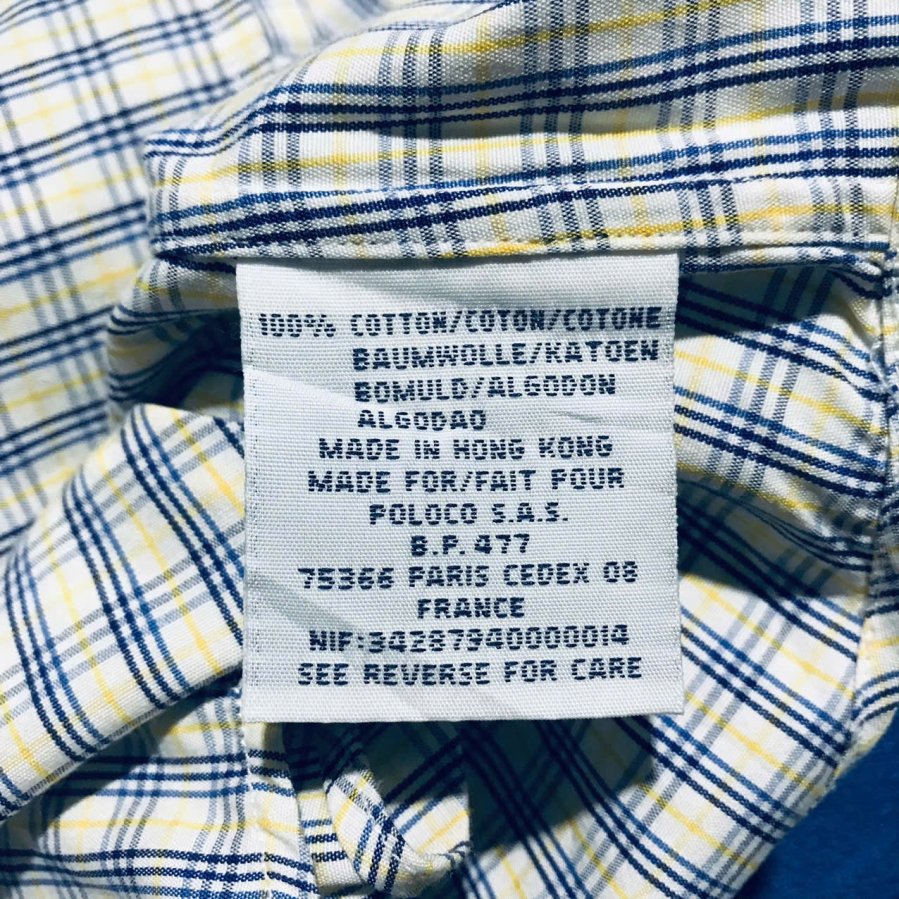 100% COTTON/COTON/COTONE
BAUMWOLLE/KATOEN
BOMULD/ALGODON
ALGODAO
MADE IN HONG KONG
MADE FOR/FAIT POUR
POLOCO S.A.S.
B.P. 477
75366 PARIS CEDEX 08
FRANCE
NIF:34287940000014
SEE REVERSE FOR CARE